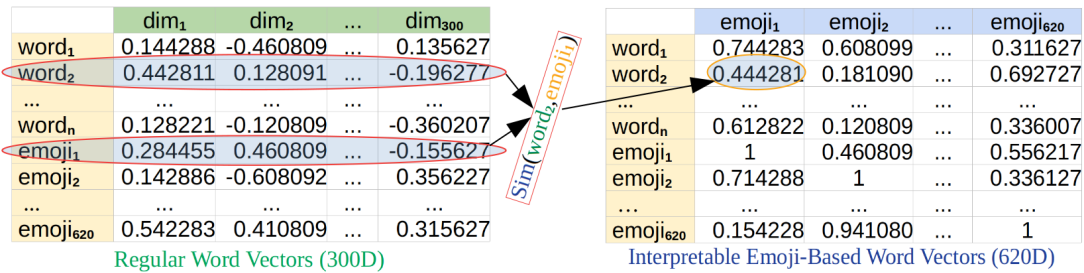 dim₁ dim₂ ... dim₃₀₀
word₁ 0.144288 -0.460809 ... 0.135627
word₂ 0.442811 0.128091 ... -0.196277
... ... ... ... ...
wordₙ 0.128221 -0.120809 ... -0.360207
emoji₁ 0.284455 0.460809 ... -0.155627
emoji₂ 0.142886 -0.608092 ... 0.356227
... ... ... ... ...
emoji₆₂₀ 0.542283 0.410809 ... 0.315627
Regular Word Vectors (300D)
Sim(word₂,emoji₁)
emoji₁ emoji₂ ... emoji₆₂₀
word₁ 0.744283 0.608099 ... 0.311627
word₂ 0.444281 0.181090 ... 0.692727
... ... ... ... ...
wordₙ 0.612822 0.120809 ... 0.336007
emoji₁ 1 0.460809 ... 0.556217
emoji₂ 0.714288 1 ... 0.336127
... ... ... ... ...
emoji₆₂₀ 0.154228 0.941080 ... 1
Interpretable Emoji-Based Word Vectors (620D)